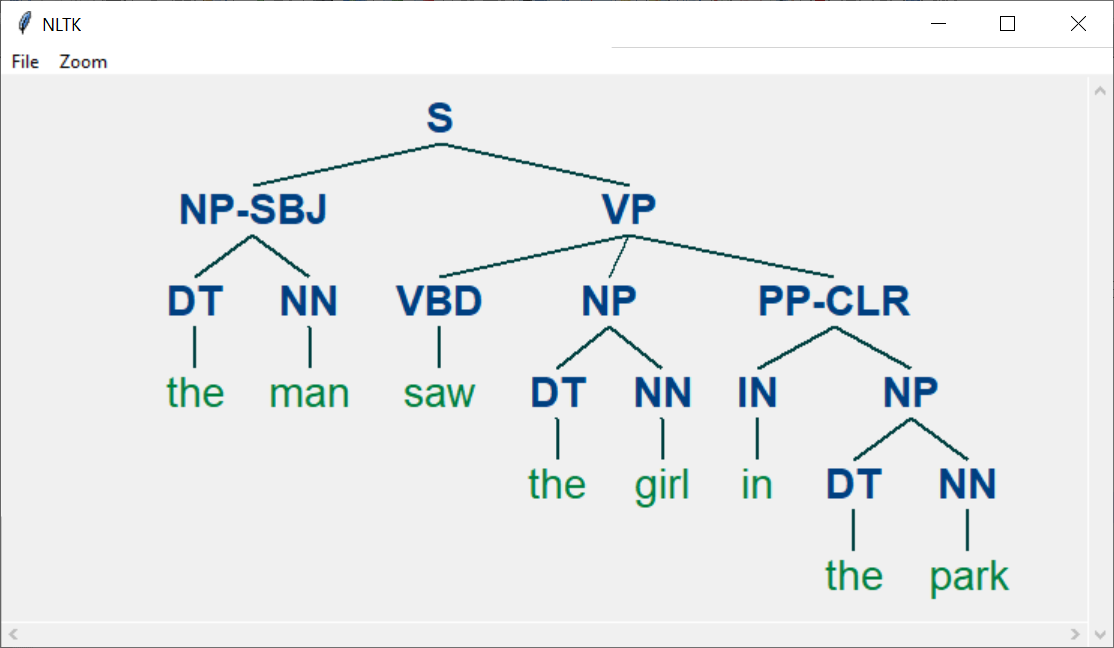 NLTK
File Zoom
S
NP-SBJ VP
DT NN VBD NP PP-CLR
the man saw DT NN IN NP
the girl in DT NN
the park